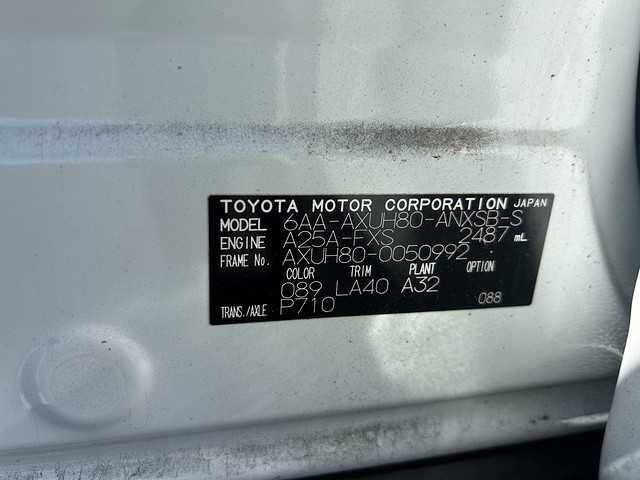 TOYOTA MOTOR CORPORATION JAPAN
MODEL 6AA-AXUH80-ANXSB-S
ENGINE A25A-FXS 2487 mL
FRAME No. AXUH80-0050992
COLOR TRIM PLANT OPTION
089 LA40 A32
TRANS./AXLE P710 088